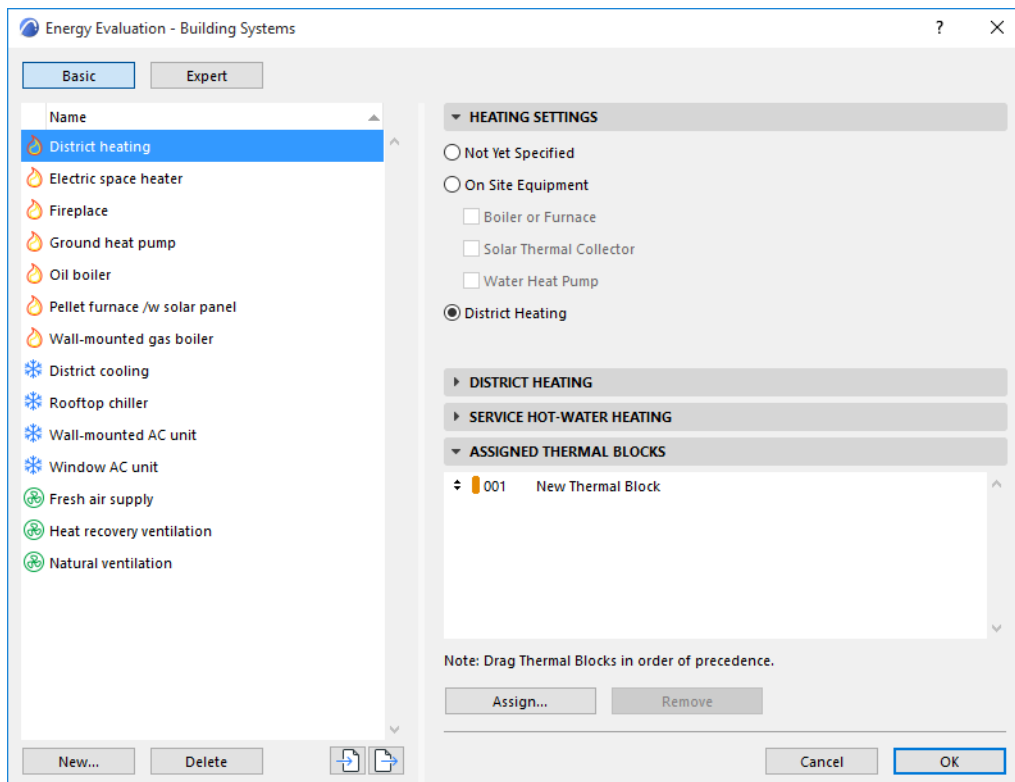 Energy Evaluation - Building Systems
?
Basic
Expert
Name
District heating
Electric space heater
Fireplace
Ground heat pump
Oil boiler
Pellet furnace /w solar panel
Wall-mounted gas boiler
District cooling
Rooftop chiller
Wall-mounted AC unit
Window AC unit
Fresh air supply
Heat recovery ventilation
Natural ventilation
New...
Delete
HEATING SETTINGS
Not Yet Specified
On Site Equipment
Boiler or Furnace
Solar Thermal Collector
Water Heat Pump
District Heating
DISTRICT HEATING
SERVICE HOT-WATER HEATING
ASSIGNED THERMAL BLOCKS
001 New Thermal Block
Note: Drag Thermal Blocks in order of precedence.
Assign...
Remove
Cancel
OK